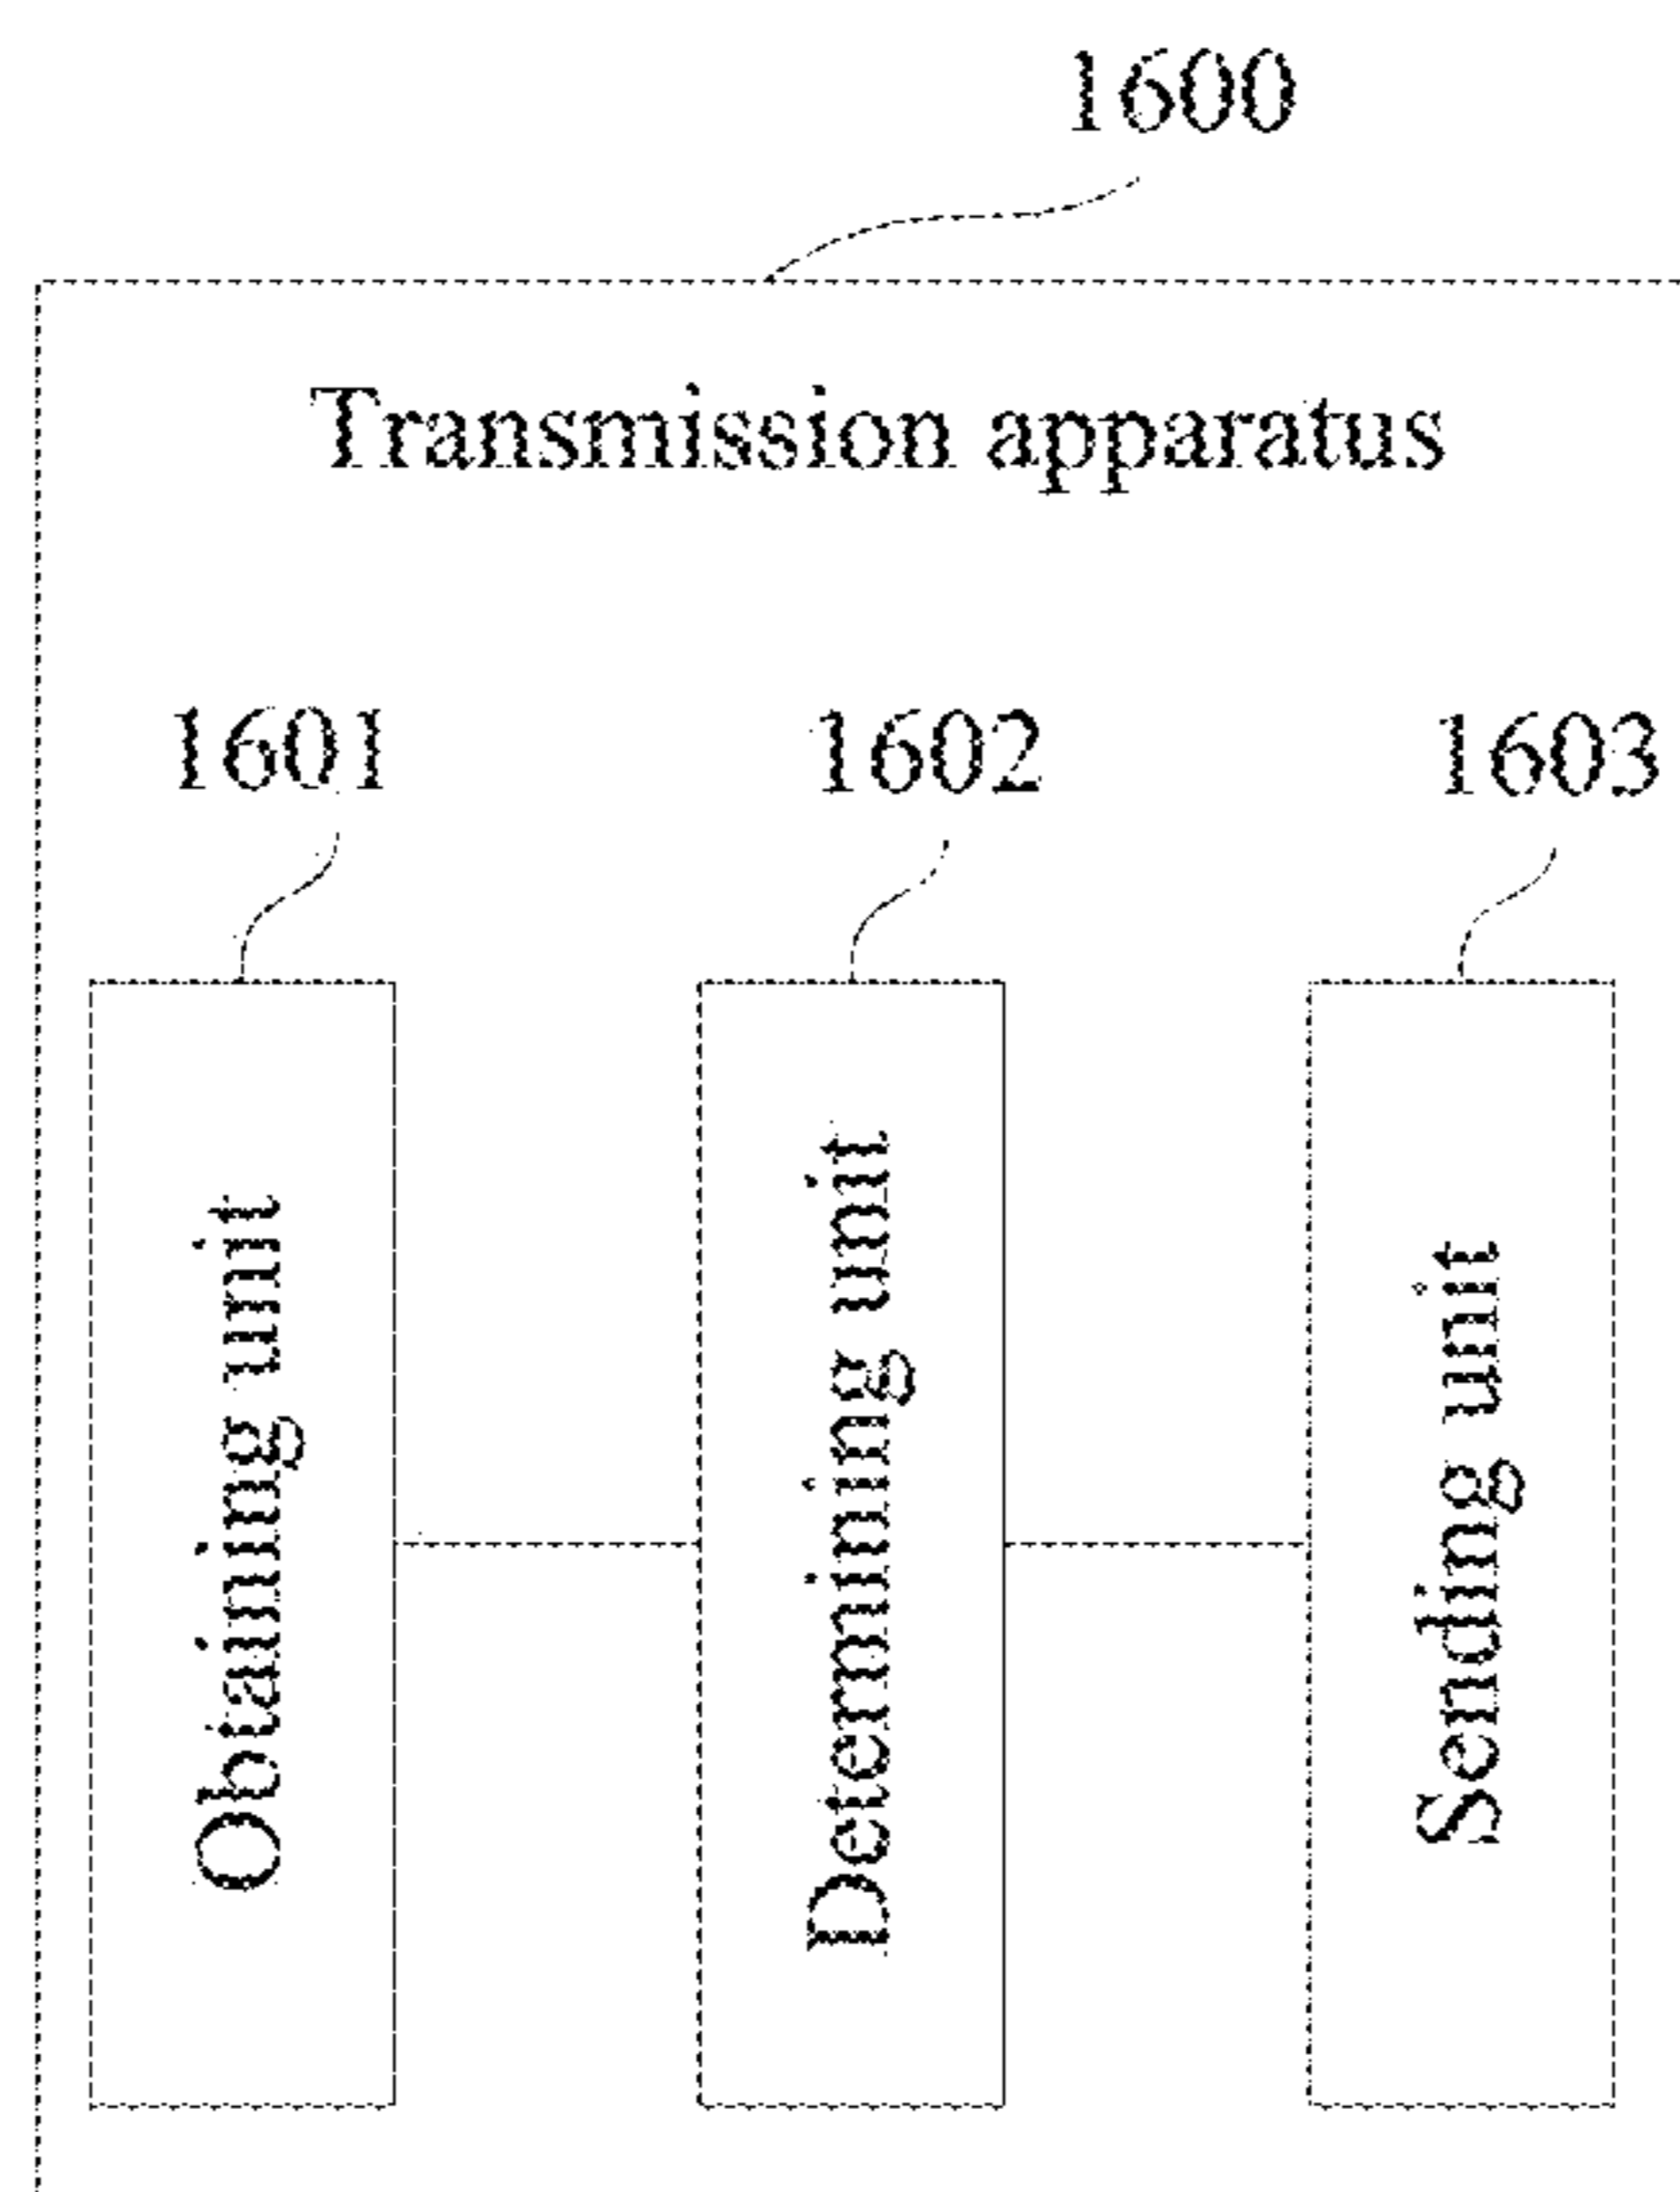 1600
Transmission apparatus
1601
1602
1603
Obtaining unit
Determining unit
Sending unit